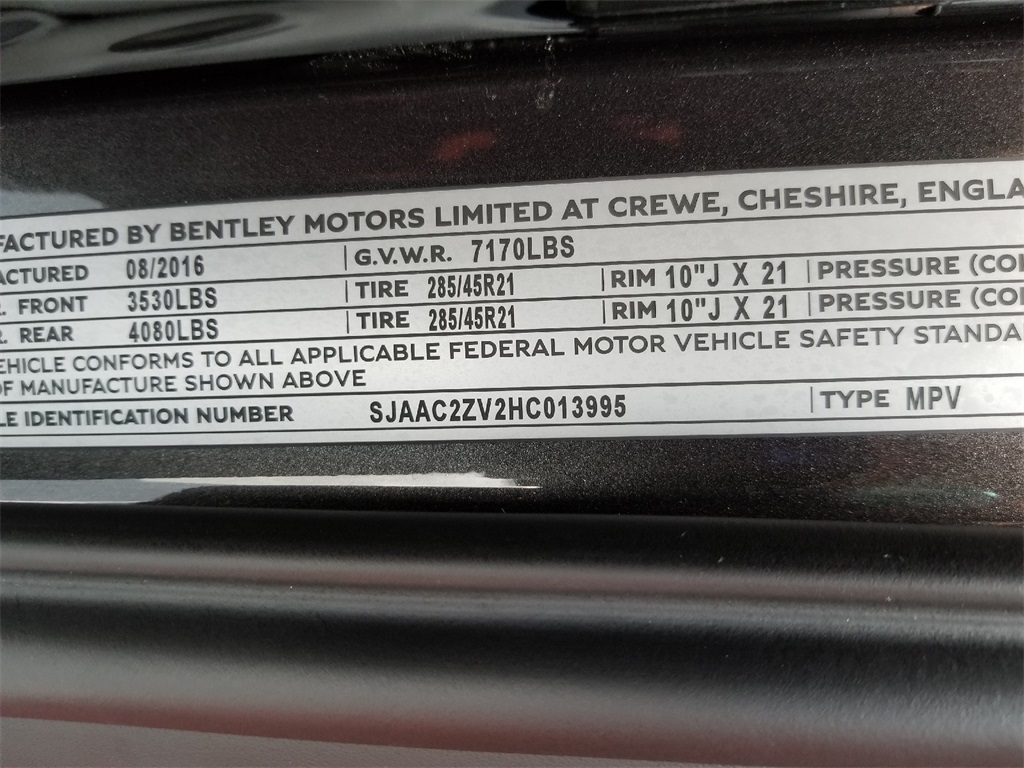 FACTURED BY BENTLEY MOTORS LIMITED AT CREWE, CHESHIRE, ENGLA
ACTURED 08/2016 G.V.W.R. 7170LBS
. FRONT 3530LBS TIRE 285/45R21 RIM 10"J X 21 PRESSURE (CO
. REAR 4080LBS TIRE 285/45R21 RIM 10"J X 21 PRESSURE (CO
EHICLE CONFORMS TO ALL APPLICABLE FEDERAL MOTOR VEHICLE SAFETY STANDA
OF MANUFACTURE SHOWN ABOVE
LE IDENTIFICATION NUMBER SJAAC2ZV2HC013995 TYPE MPV